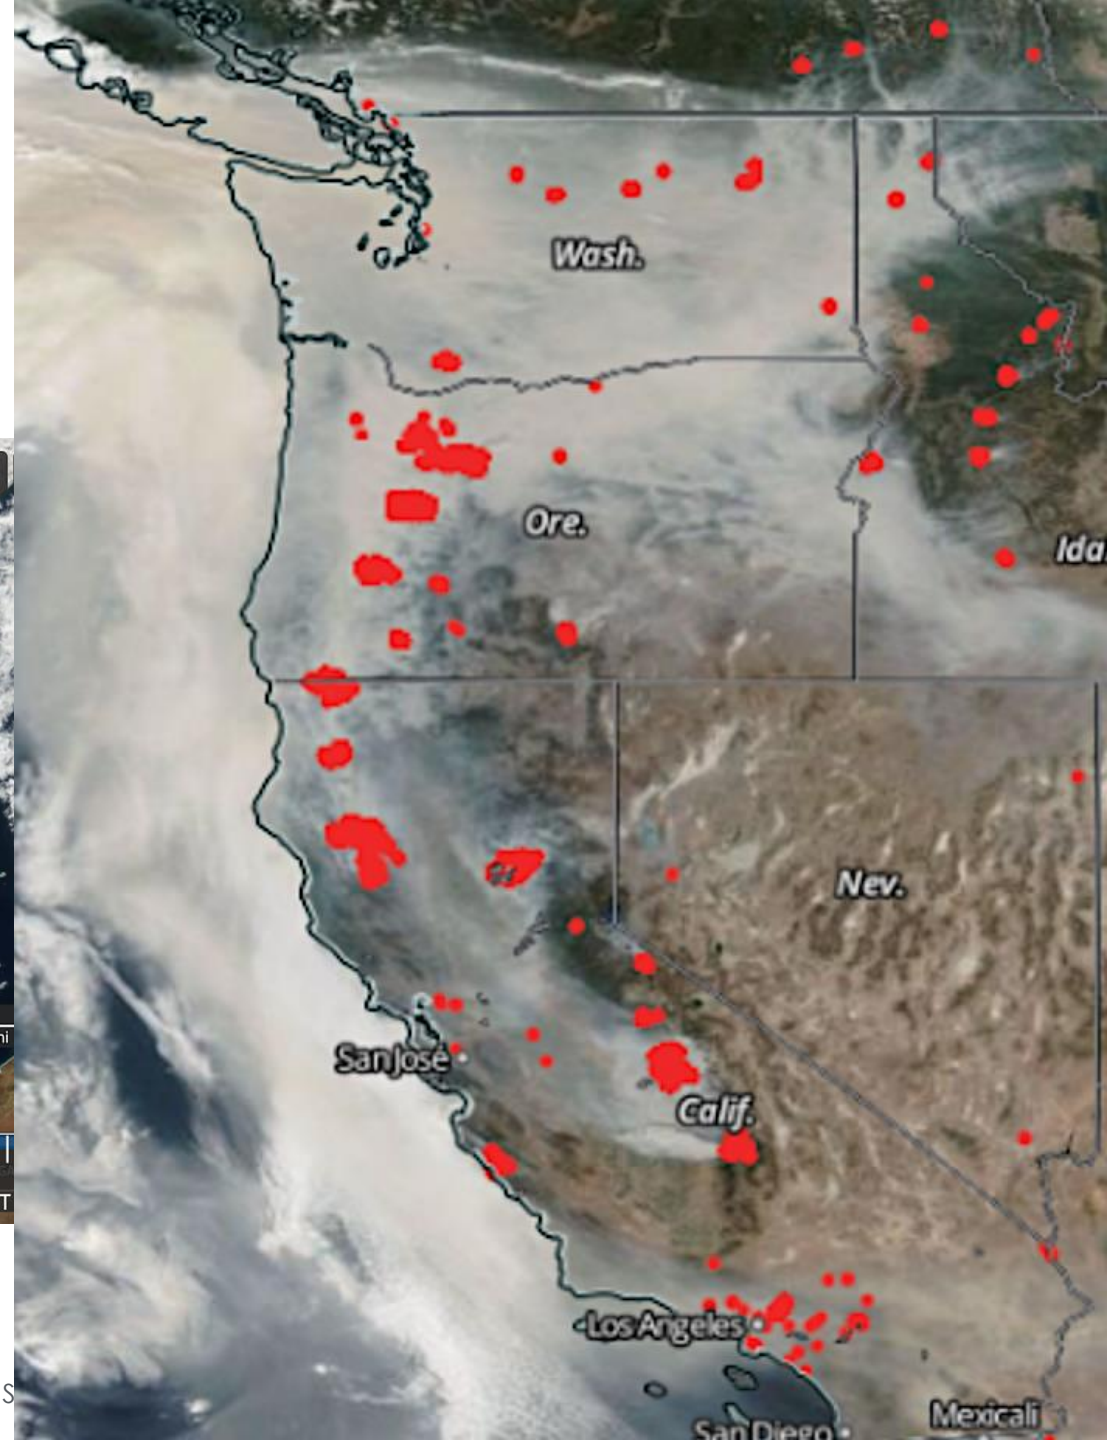 Wash.
Ore.
Ida
Nev.
San José
Calif.
Los Angeles
San Diego
Mexicali